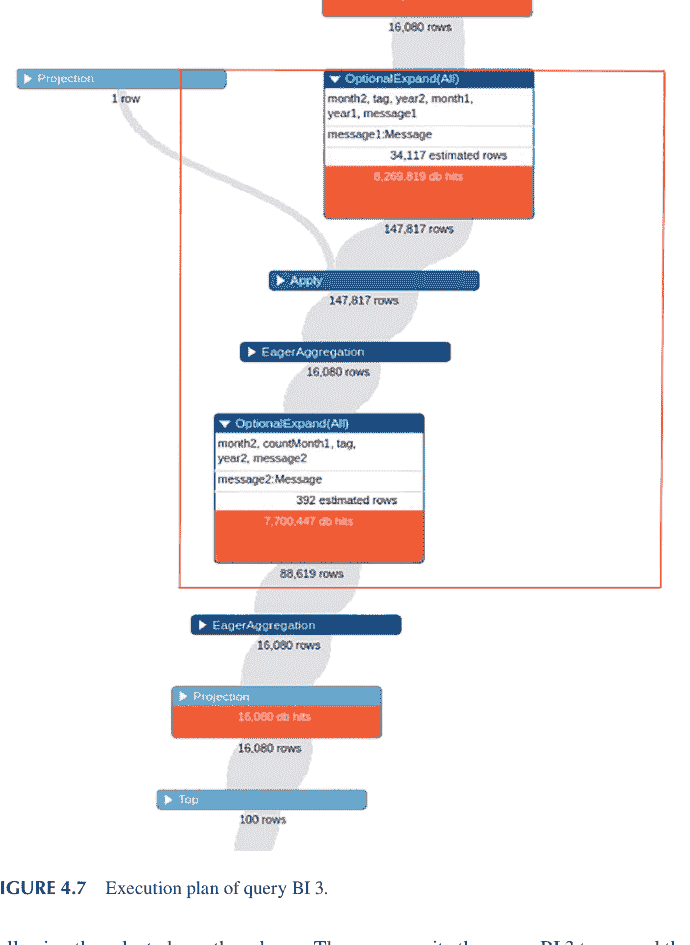 16,080 rows
Projection
1 row
OptionalExpand(All)
month2, tag, year2, month1,
year1, message1
message1:Message
34,117 estimated rows
8,269,819 db hits
147,817 rows
Apply
147,817 rows
EagerAggregation
16,080 rows
OptionalExpand(All)
month2, countMonth1, tag,
year2, message2
message2:Message
392 estimated rows
7,700,447 db hits
88,619 rows
EagerAggregation
16,080 rows
Projection
16,080 db hits
16,080 rows
Top
100 rows
IGURE 4.7 Execution plan of query BI 3.